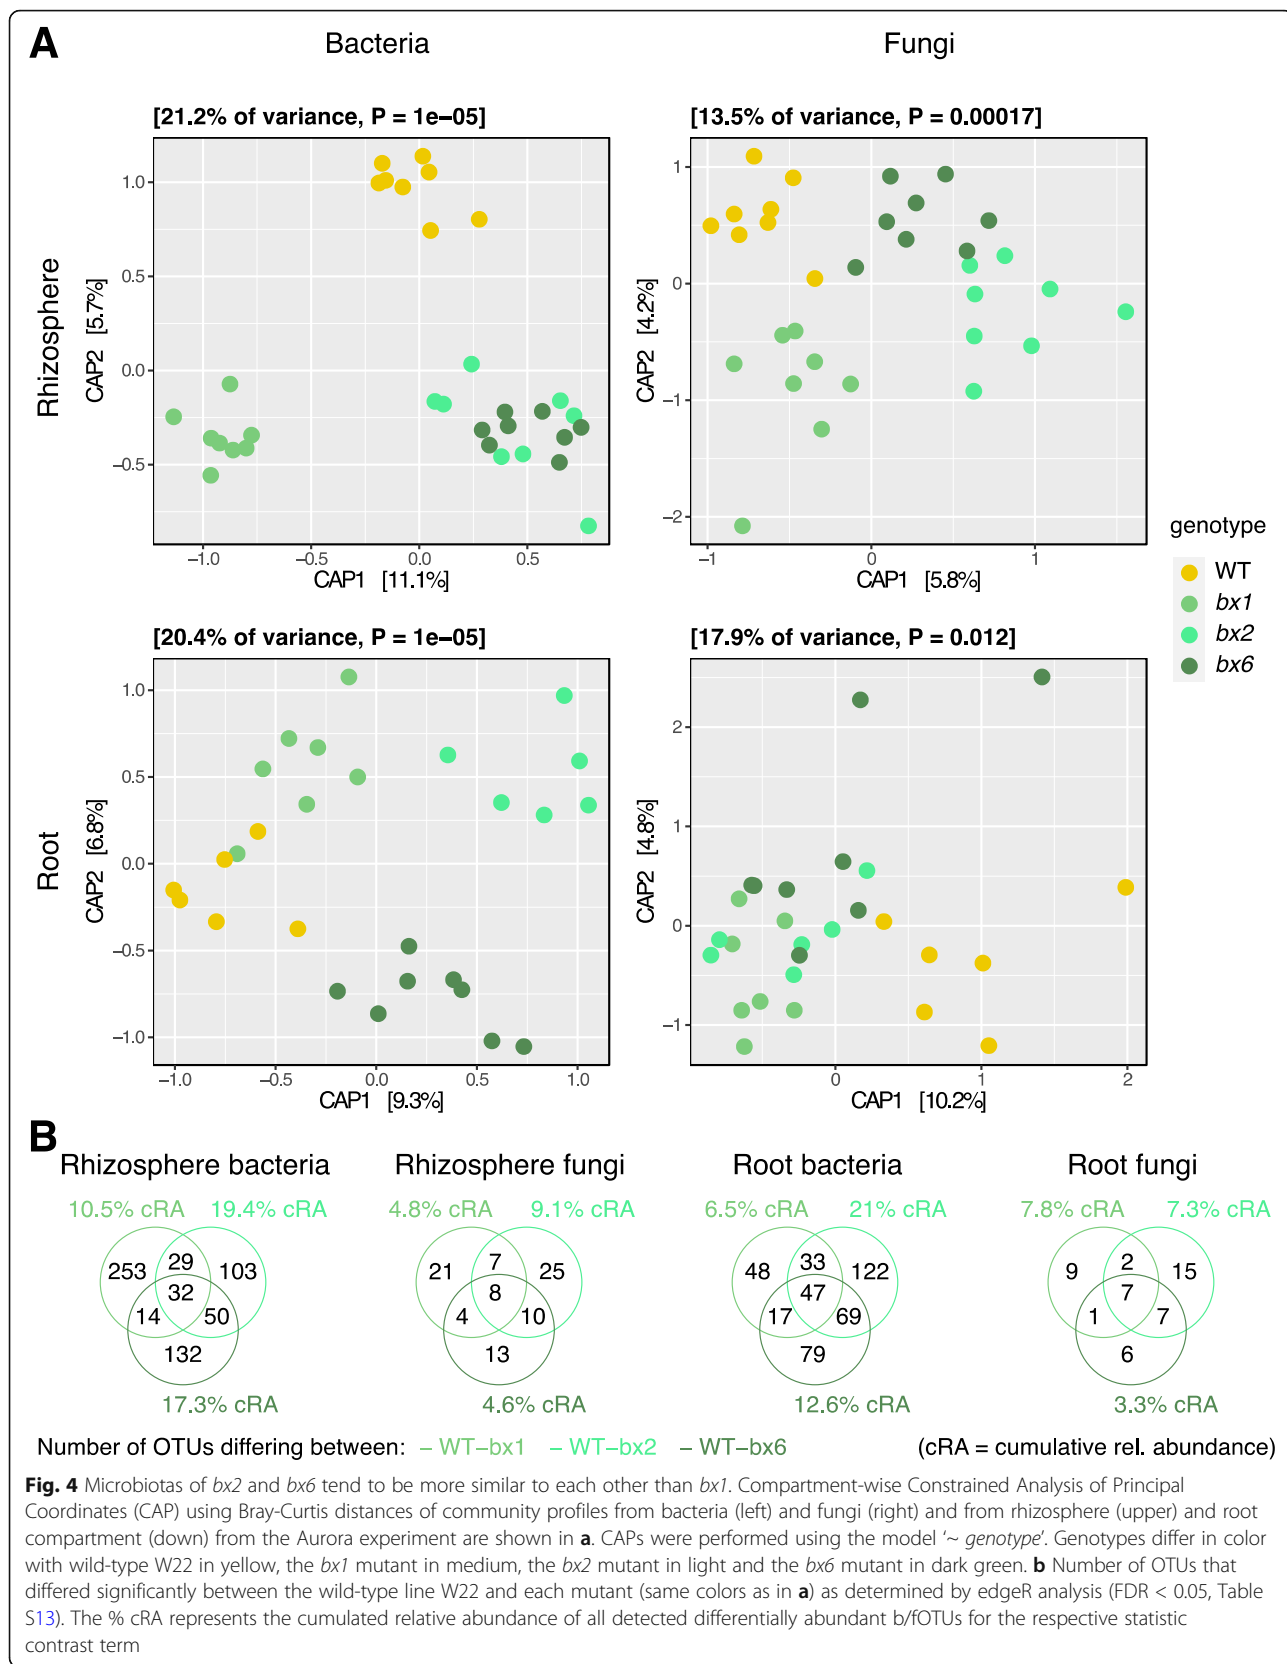 A
Bacteria
Fungi
[21.2% of variance, P = 1e−05]
[13.5% of variance, P = 0.00017]
Rhizosphere
CAP2 [5.7%]
1.0
0.5
0.0
−0.5
−1.0
−0.5
0.0
0.5
CAP1 [11.1%]
CAP2 [4.2%]
1
0
−1
−2
−1
0
1
CAP1 [5.8%]
genotype
WT
bx1
bx2
bx6
[20.4% of variance, P = 1e−05]
[17.9% of variance, P = 0.012]
Root
CAP2 [6.8%]
1.0
0.5
0.0
−0.5
−1.0
−1.0
−0.5
0.0
0.5
1.0
CAP1 [9.3%]
CAP2 [4.8%]
2
1
0
−1
0
1
2
CAP1 [10.2%]
B
Rhizosphere bacteria
10.5% cRA
19.4% cRA
253
29
103
32
14
50
132
17.3% cRA
Rhizosphere fungi
4.8% cRA
9.1% cRA
21
7
25
8
4
10
13
4.6% cRA
Root bacteria
6.5% cRA
21% cRA
48
33
122
47
17
69
79
12.6% cRA
Root fungi
7.8% cRA
7.3% cRA
9
2
15
7
1
7
6
3.3% cRA
Number of OTUs differing between: − WT−bx1 − WT−bx2 − WT−bx6 (cRA = cumulative rel. abundance)
Fig. 4 Microbiotas of bx2 and bx6 tend to be more similar to each other than bx1. Compartment-wise Constrained Analysis of Principal
Coordinates (CAP) using Bray-Curtis distances of community profiles from bacteria (left) and fungi (right) and from rhizosphere (upper) and root
compartment (down) from the Aurora experiment are shown in a. CAPs were performed using the model '~ genotype'. Genotypes differ in color
with wild-type W22 in yellow, the bx1 mutant in medium, the bx2 mutant in light and the bx6 mutant in dark green. b Number of OTUs that
differed significantly between the wild-type line W22 and each mutant (same colors as in a) as determined by edgeR analysis (FDR < 0.05, Table
S13). The % cRA represents the cumulated relative abundance of all detected differentially abundant b/fOTUs for the respective statistic
contrast term